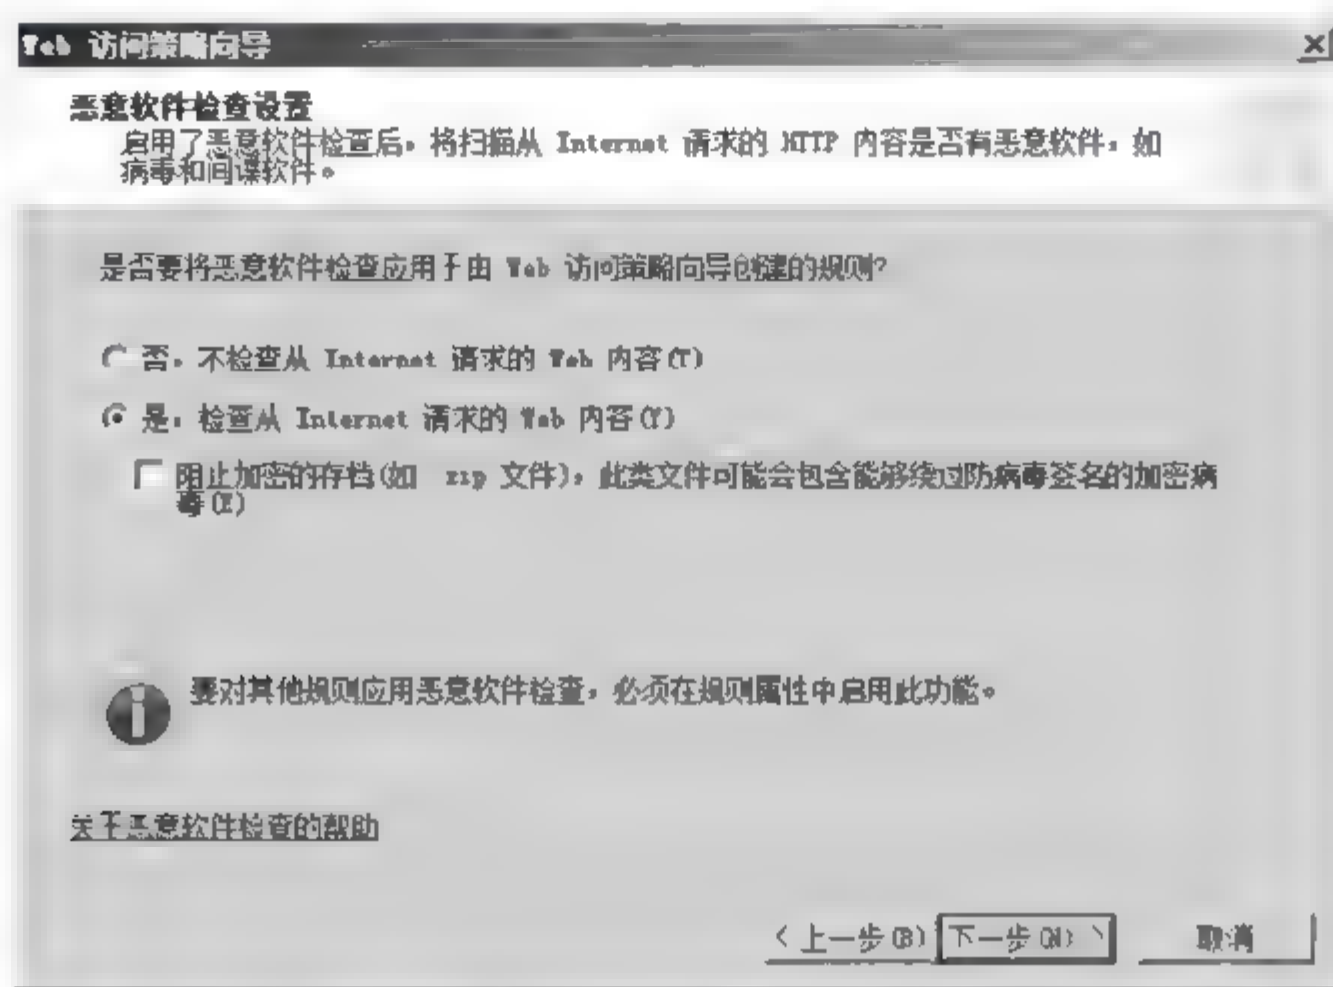 Web 访问策略向导
恶意软件检查设置
启用了恶意软件检查后，将扫描从 Internet 请求的 HTTP 内容是否有恶意软件，如
病毒和间谍软件。
是否要将恶意软件检查应用于由 Web 访问策略向导创建的规则?
否，不检查从 Internet 请求的 Web 内容(T)
是，检查从 Internet 请求的 Web 内容(Y)
阻止加密的存档(如 zip 文件)，此类文件可能会包含能够绕过防病毒签名的加密病
毒(E)
要对其他规则应用恶意软件检查，必须在规则属性中启用此功能。
关于恶意软件检查的帮助
< 上一步(B) 下一步(N) > 取消